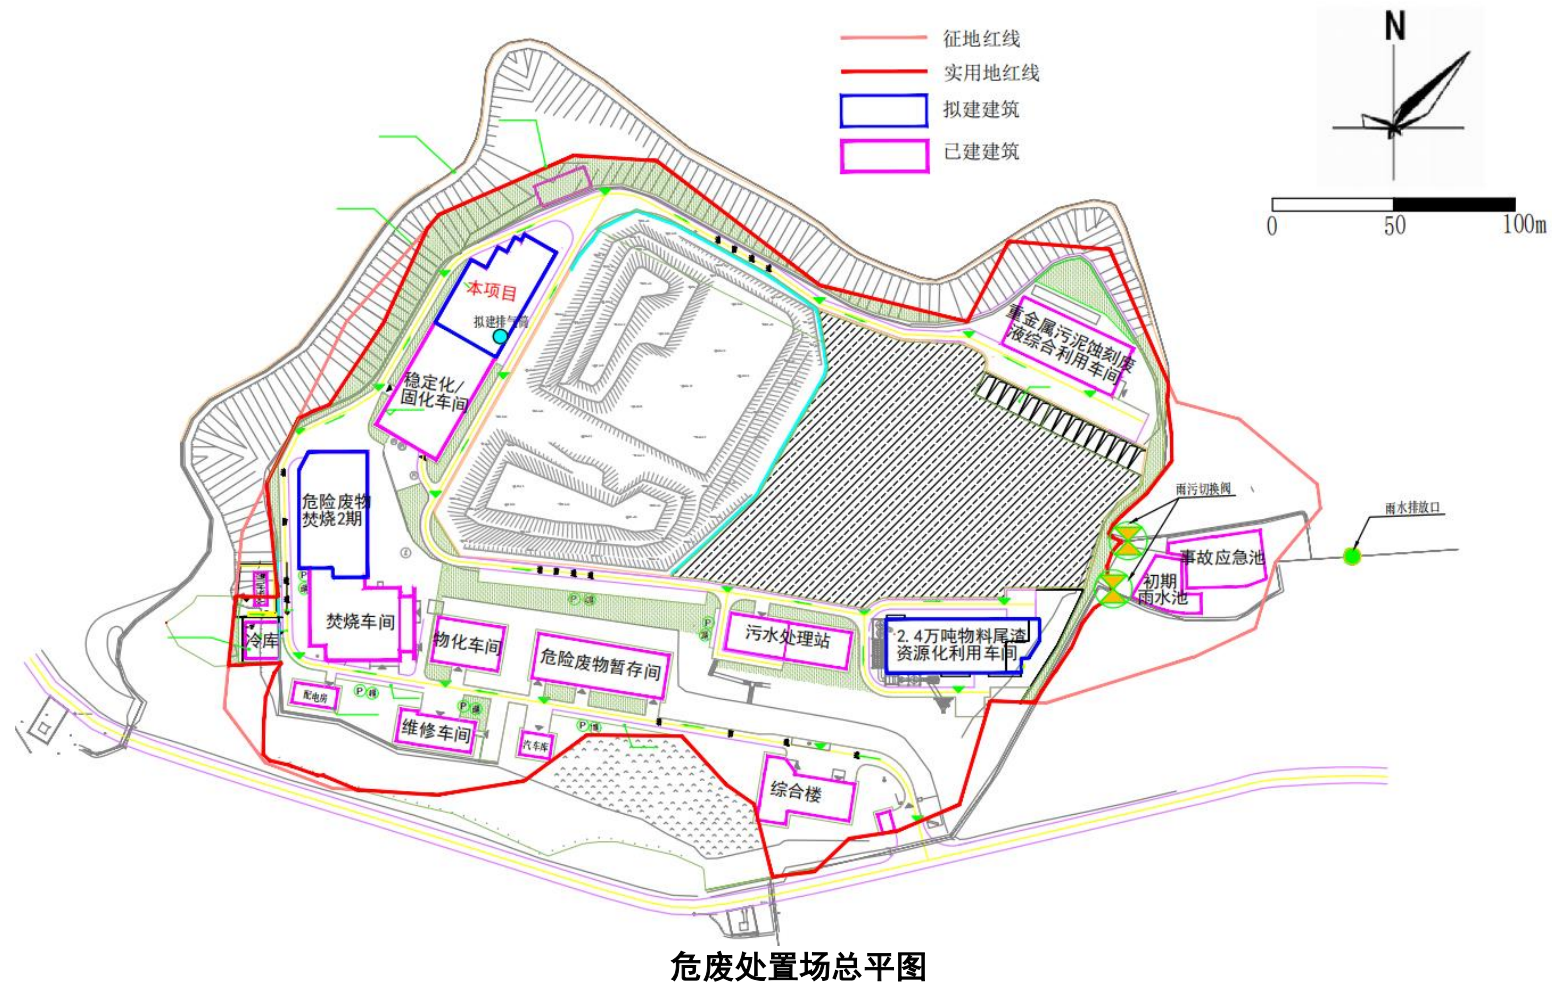 征地红线
实用地红线
拟建建筑
已建建筑
N
0
50
100m
本项目
拟建排气筒
稳定化/
固化车间
重金属污泥蚀刻废
液综合利用车间
危险废物
焚烧2期
雨污切换阀
雨水排放口
事故应急池
初期
雨水池
焚烧车间
冷库
物化车间
危险废物暂存间
污水处理站
2.4万吨物料尾渣
资源化利用车间
配电房
维修车间
汽车库
综合楼
P
P
P
P
P
P
危废处置场总平图